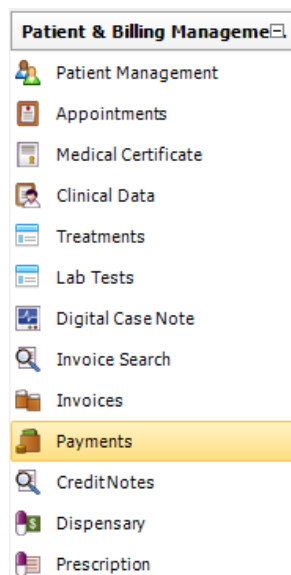 Patient & Billing Manageme
Patient Management
Appointments
Medical Certificate
Clinical Data
Treatments
Lab Tests
Digital Case Note
Invoice Search
Invoices
Payments
CreditNotes
Dispensary
Prescription